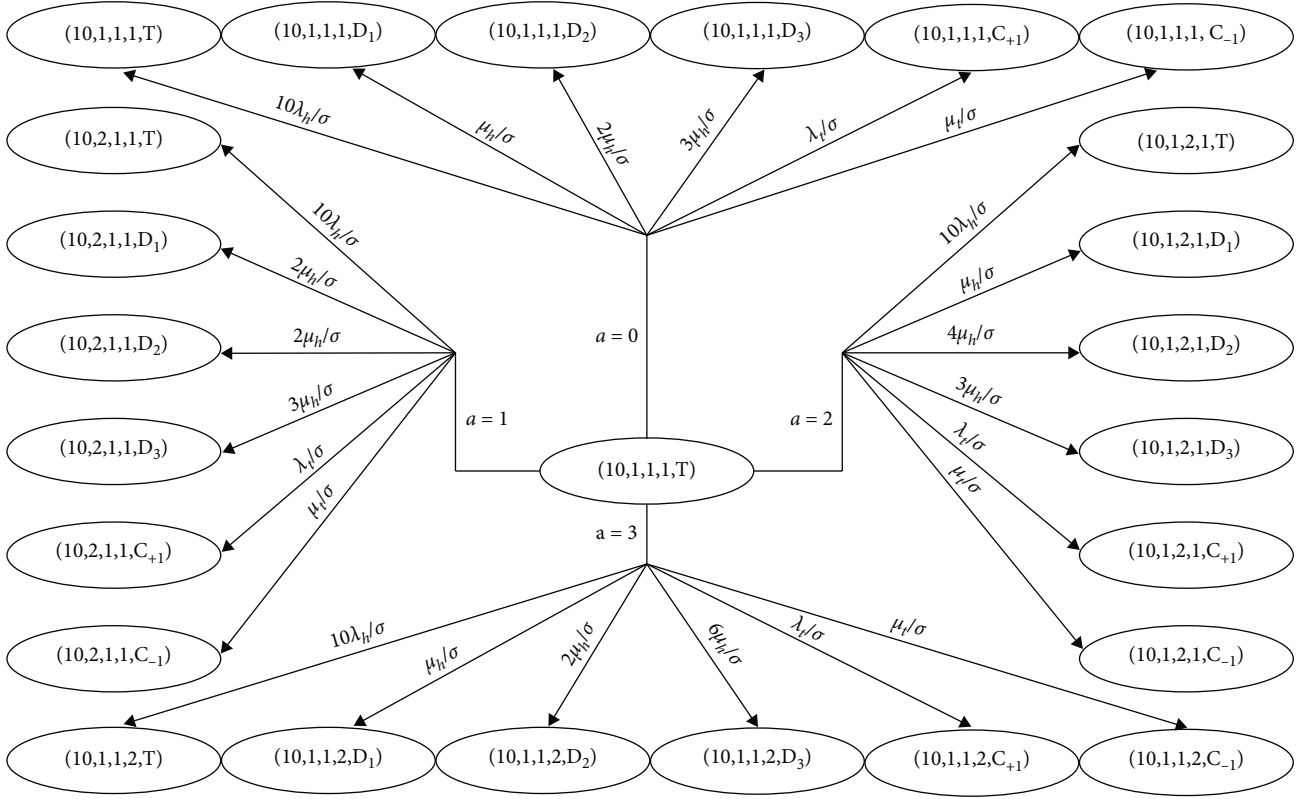 (10,1,1,1,T) (10,1,1,1,D₁) (10,1,1,1,D₂) (10,1,1,1,D₃) (10,1,1,1,C₊₁) (10,1,1,1, C₋₁)
10λₕ/σ μₕ/σ 2μₕ/σ 3μₕ/σ λₜ/σ μₜ/σ
(10,2,1,1,T) (10,1,2,1,T)
10λₕ/σ 10λₕ/σ
(10,2,1,1,D₁) (10,1,2,1,D₁)
2μₕ/σ μₕ/σ
(10,2,1,1,D₂) 2μₕ/σ a=0 4μₕ/σ (10,1,2,1,D₂)
3μₕ/σ 3μₕ/σ
(10,2,1,1,D₃) a = 1 a = 2 (10,1,2,1,D₃)
λₜ/σ λₜ/σ
(10,1,1,1,T)
μₜ/σ μₜ/σ
(10,2,1,1,C₊₁) a = 3 (10,1,2,1,C₊₁)
(10,2,1,1,C₋₁) (10,1,2,1,C₋₁)
10λₕ/σ μₕ/σ 2μₕ/σ 6μₕ/σ λₜ/σ μₜ/σ
(10,1,1,2,T) (10,1,1,2,D₁) (10,1,1,2,D₂) (10,1,1,2,D₃) (10,1,1,2,C₊₁) (10,1,1,2,C₋₁)